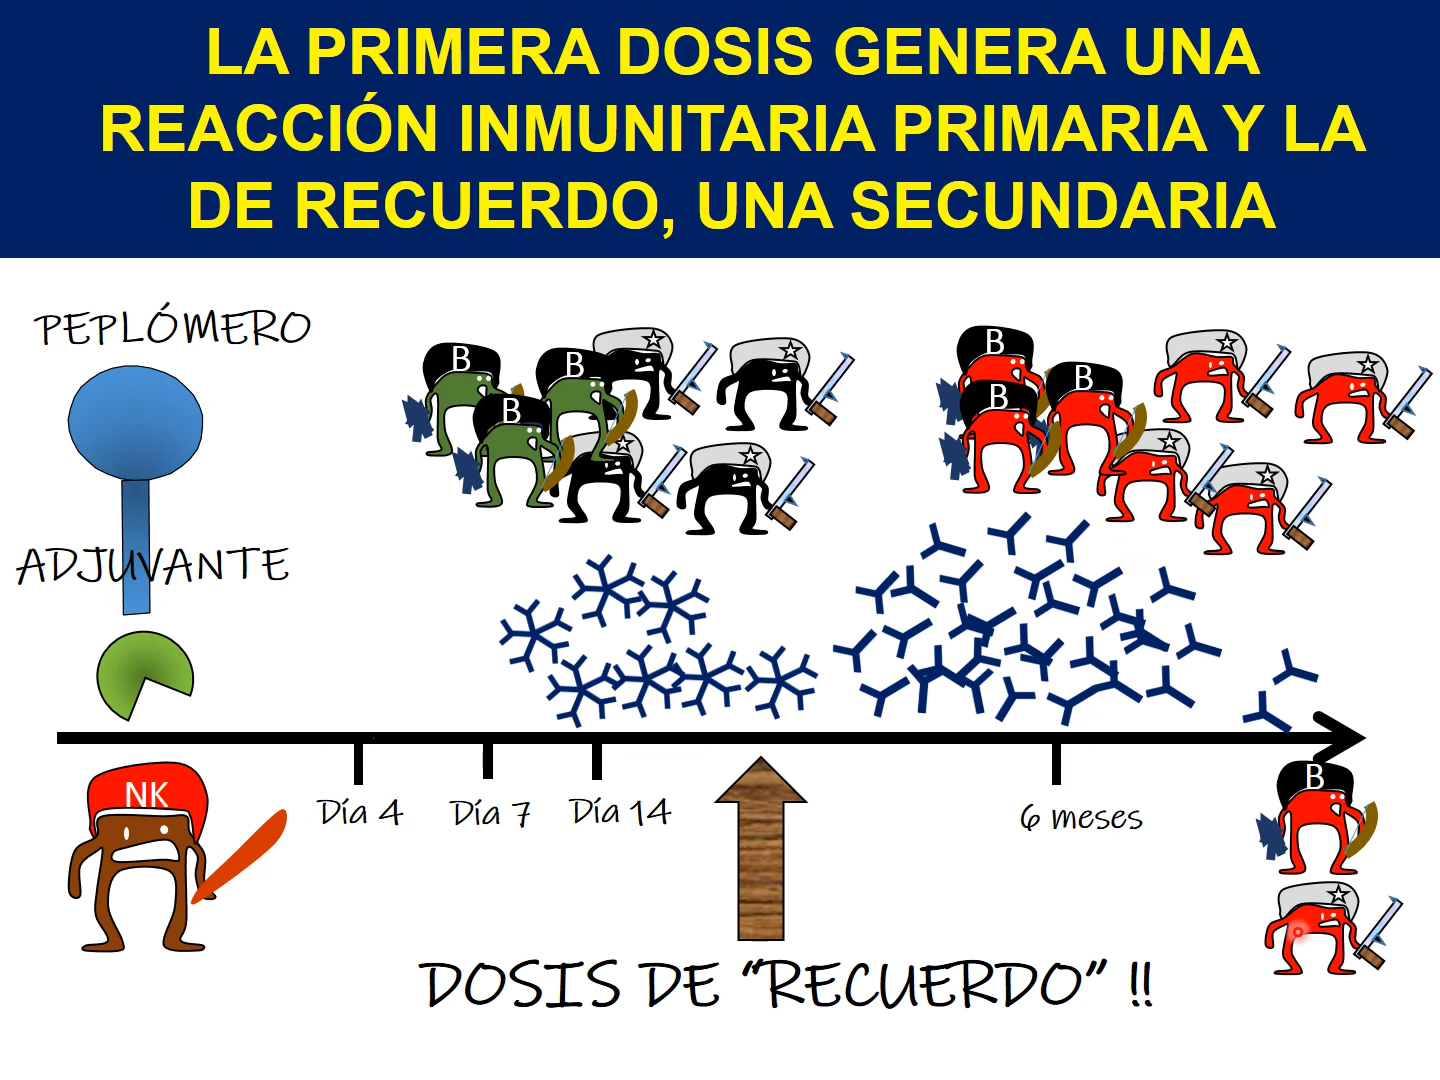 LA PRIMERA DOSIS GENERA UNA
REACCIÓN INMUNITARIA PRIMARIA Y LA
DE RECUERDO, UNA SECUNDARIA
PEPLÓMERO
B
B
B
B
B
B
ADJUVANTE
NK
Día 4
Día 7
Día 14
6 meses
B
DOSIS DE "RECUERDO" !!